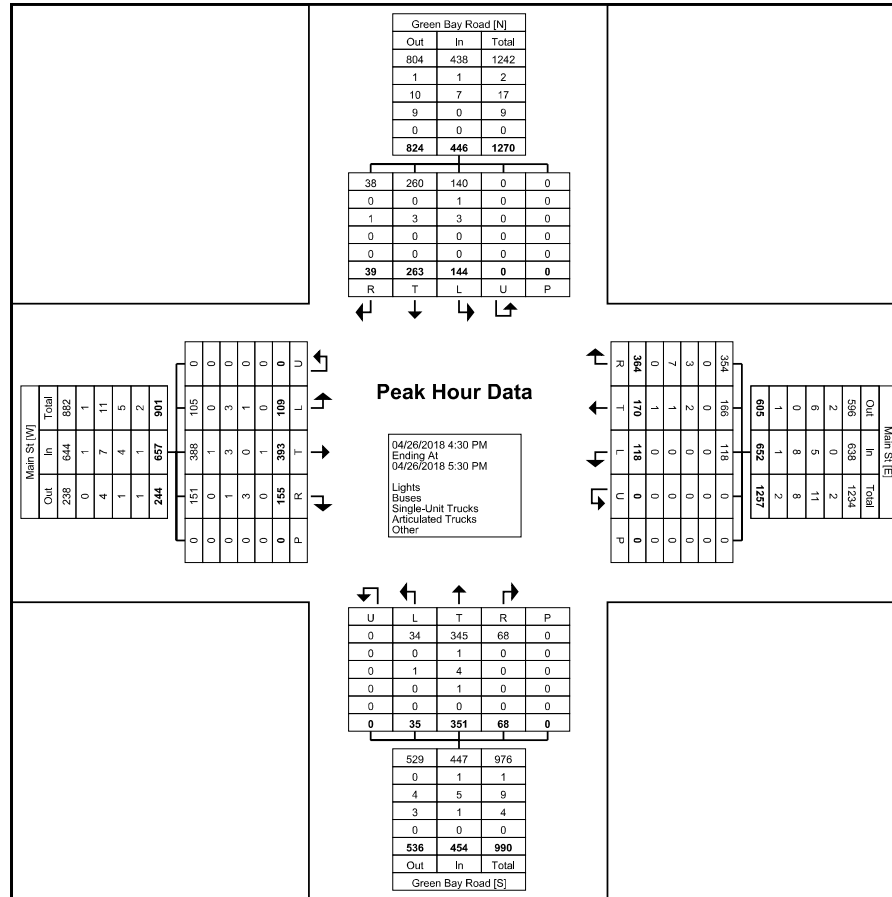 Green Bay Road [N]
Out In Total
804 438 1242
1 1 2
10 7 17
9 0 9
0 0 0
824 446 1270
38 260 140 0 0
0 0 1 0 0
1 3 3 0 0
0 0 0 0 0
0 0 0 0 0
39 263 144 0 0
R T L U P
Main St [W]
Out In Total
238 644 882
0 1 1
4 7 11
1 4 5
1 1 2
244 657 901
0 151 388 105 0
0 0 1 0 0
0 1 3 3 0
0 3 0 1 0
0 0 1 0 0
0 155 393 109 0
P R T L U
Peak Hour Data
04/26/2018 4:30 PM
Ending At
04/26/2018 5:30 PM
Lights
Buses
Single-Unit Trucks
Articulated Trucks
Other
Main St [E]
Out In Total
596 638 1234
2 0 2
6 5 11
0 8 8
1 1 2
605 652 1257
354 166 118 0 0
0 0 0 0 0
3 2 0 0 0
7 1 0 0 0
0 1 0 0 0
364 170 118 0 0
R T L U P
U L T R P
0 34 345 68 0
0 0 1 0 0
0 1 4 0 0
0 0 1 0 0
0 0 0 0 0
0 35 351 68 0
529 447 976
0 1 1
4 5 9
3 1 4
0 0 0
536 454 990
Out In Total
Green Bay Road [S]